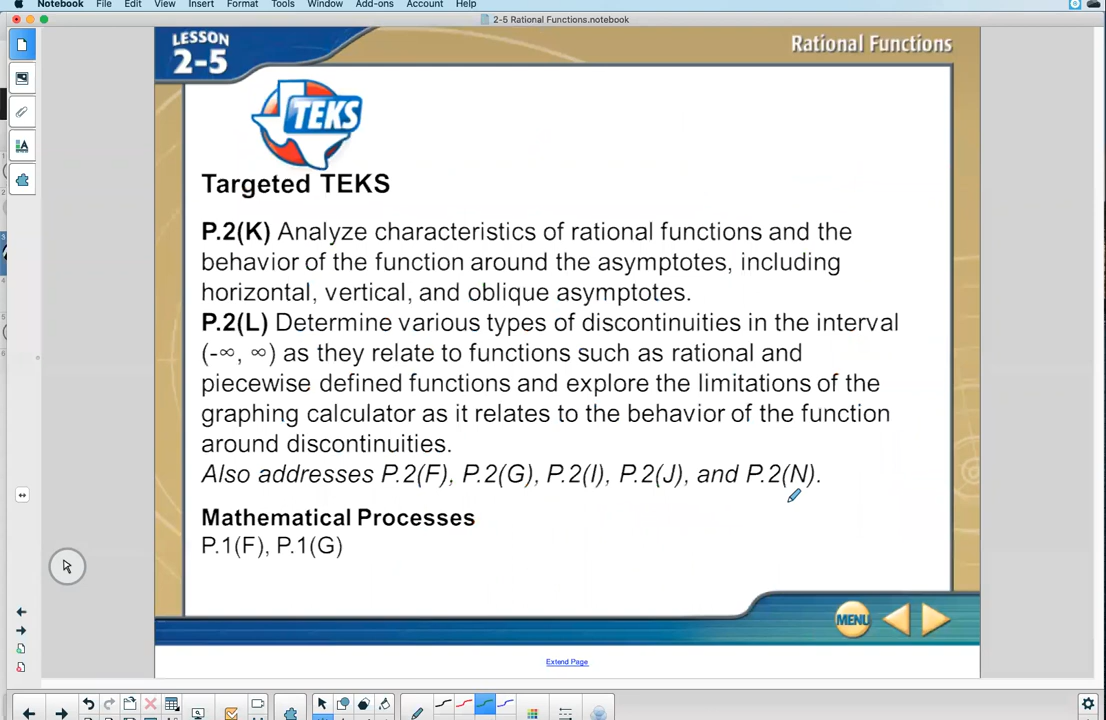 Notebook File Edit View Insert Format Tools Window Add-ons Account Help
2-5 Rational Functions.notebook
LESSON
2-5
Rational Functions
TEKS
Targeted TEKS
P.2(K) Analyze characteristics of rational functions and the
behavior of the function around the asymptotes, including
horizontal, vertical, and oblique asymptotes.
P.2(L) Determine various types of discontinuities in the interval
(-∞, ∞) as they relate to functions such as rational and
piecewise defined functions and explore the limitations of the
graphing calculator as it relates to the behavior of the function
around discontinuities.
Also addresses P.2(F), P.2(G), P.2(I), P.2(J), and P.2(N).
Mathematical Processes
P.1(F), P.1(G)
MENU
Extend Page